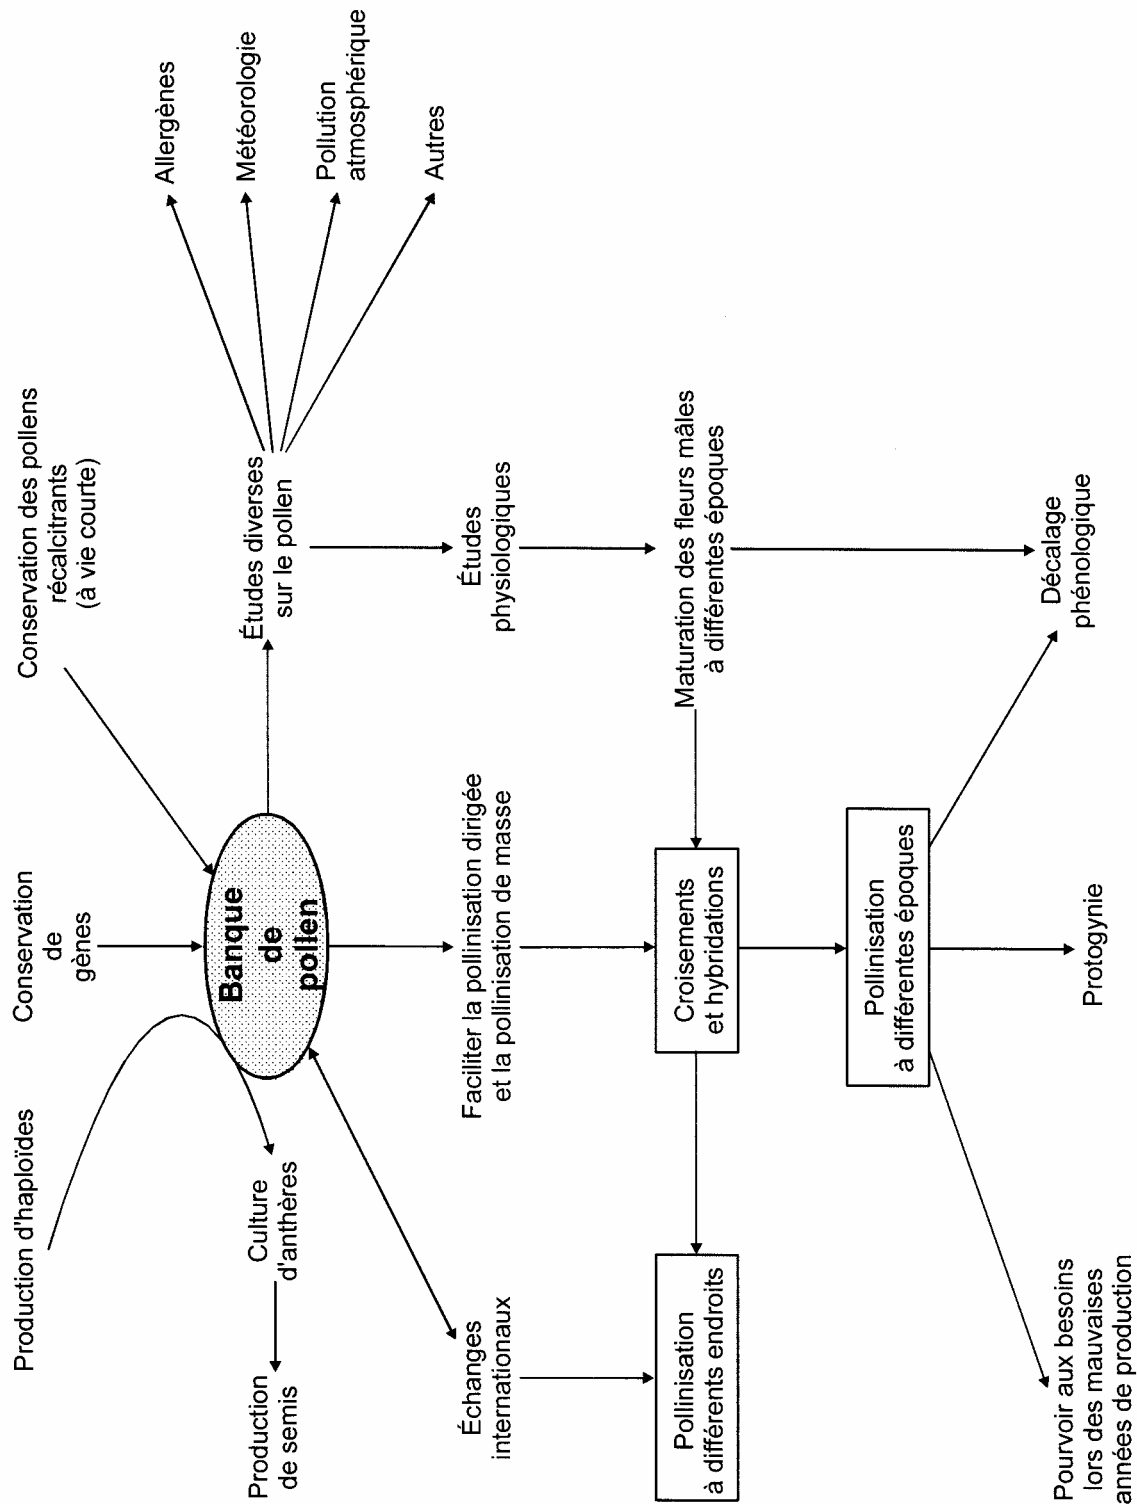 Production d'haploïdes
Conservation
de
gènes
Conservation des pollens
récalcitrants
(à vie courte)
Banque
de
pollen
Production
de semis
Culture
d'anthères
Études diverses
sur le pollen
Allergènes
Météorologie
Pollution
atmosphérique
Autres
Échanges
internationaux
Faciliter la pollinisation dirigée
et la pollinisation de masse
Études
physiologiques
Pollinisation
à différents endroits
Croisements
et hybridations
Maturation des fleurs mâles
à différentes époques
Pollinisation
à différentes époques
Pourvoir aux besoins
lors des mauvaises
années de production
Protogynie
Décalage
phénologique